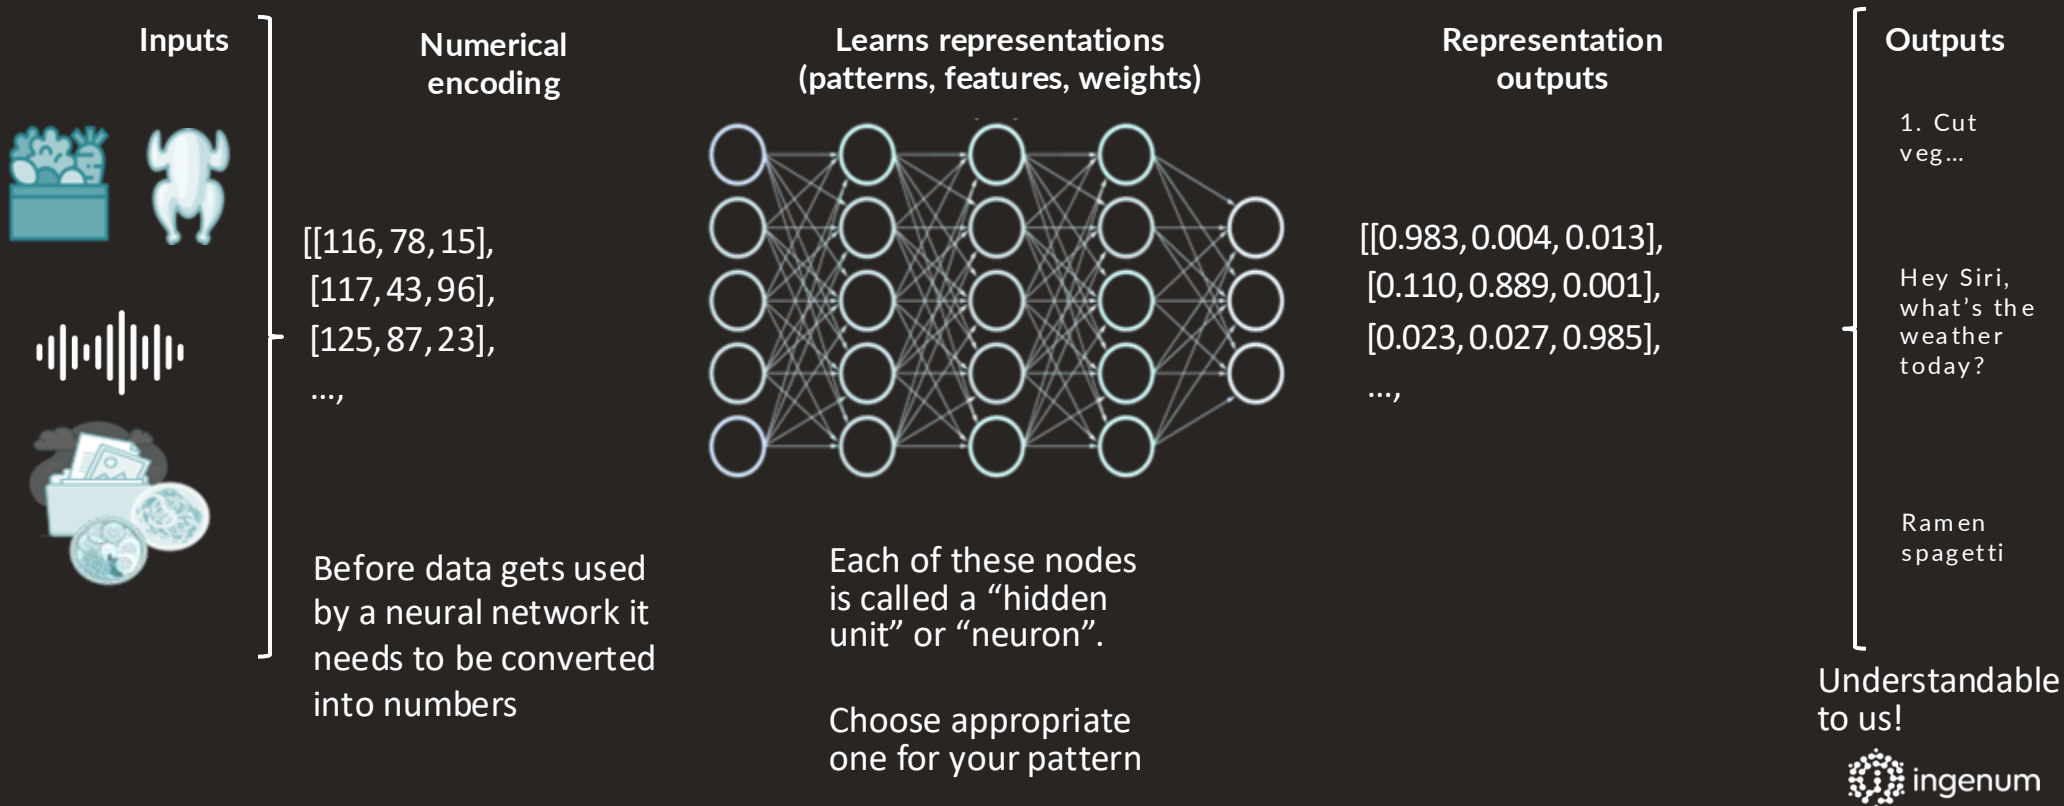 Inputs
Numerical
encoding
[[116, 78, 15],
[117, 43, 96],
[125, 87, 23],
...,
Before data gets used
by a neural network it
needs to be converted
into numbers
Learns representations
(patterns, features, weights)
Each of these nodes
is called a “hidden
unit” or “neuron”.
Choose appropriate
one for your pattern
Representation
outputs
[[0.983, 0.004, 0.013],
[0.110, 0.889, 0.001],
[0.023, 0.027, 0.985],
...,
Outputs
1. Cut
veg...
Hey Siri,
what’s the
weather
today?
Ramen
spagetti
Understandable
to us!
ingenum